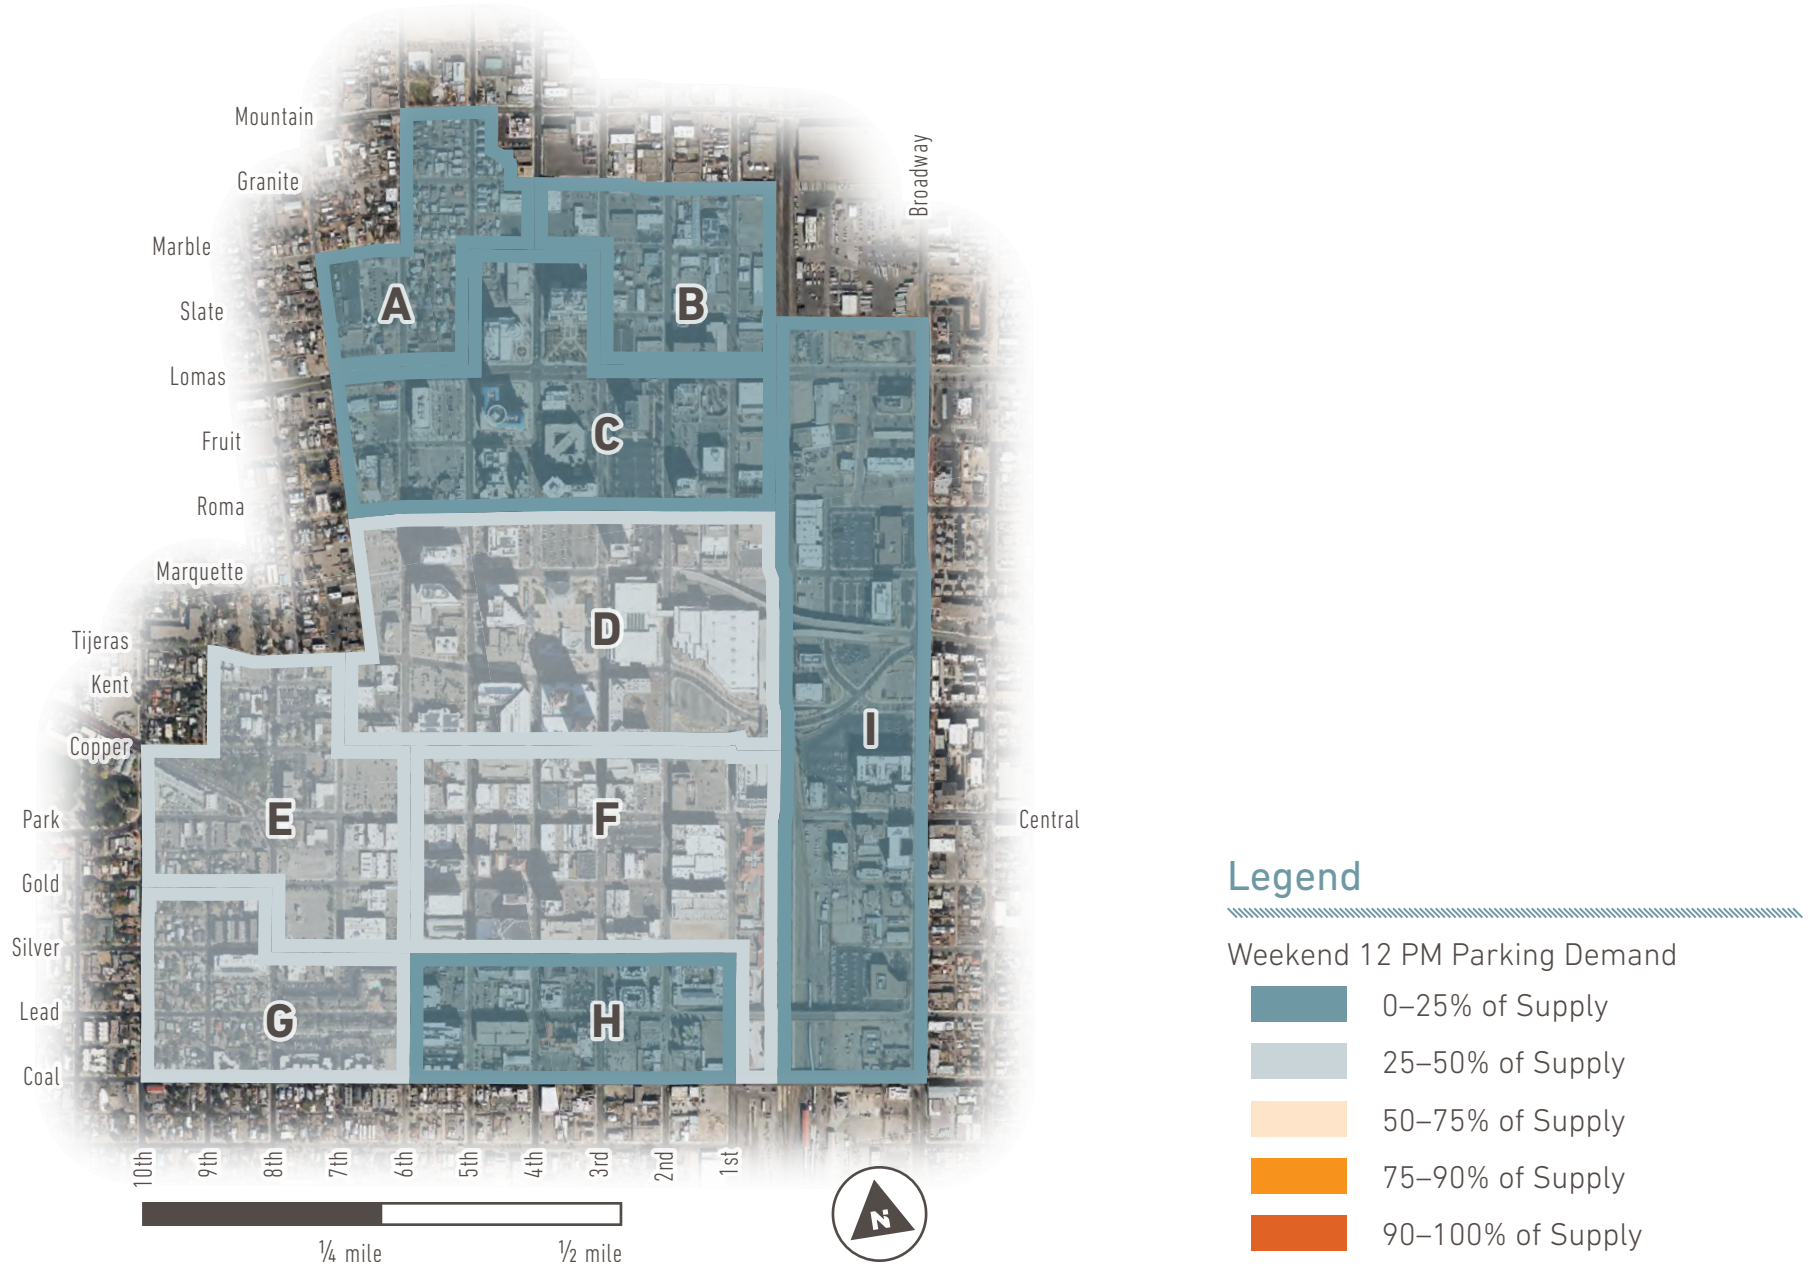 Mountain
Granite
Marble
Slate
Lomas
Fruit
Roma
Marquette
Tijeras
Kent
Copper
Park
Gold
Silver
Lead
Coal
Broadway
Central
A
B
C
D
E
F
G
H
I
10th
9th
8th
7th
6th
5th
4th
3rd
2nd
1st
¼ mile
½ mile
N
Legend
Weekend 12 PM Parking Demand
0–25% of Supply
25–50% of Supply
50–75% of Supply
75–90% of Supply
90–100% of Supply